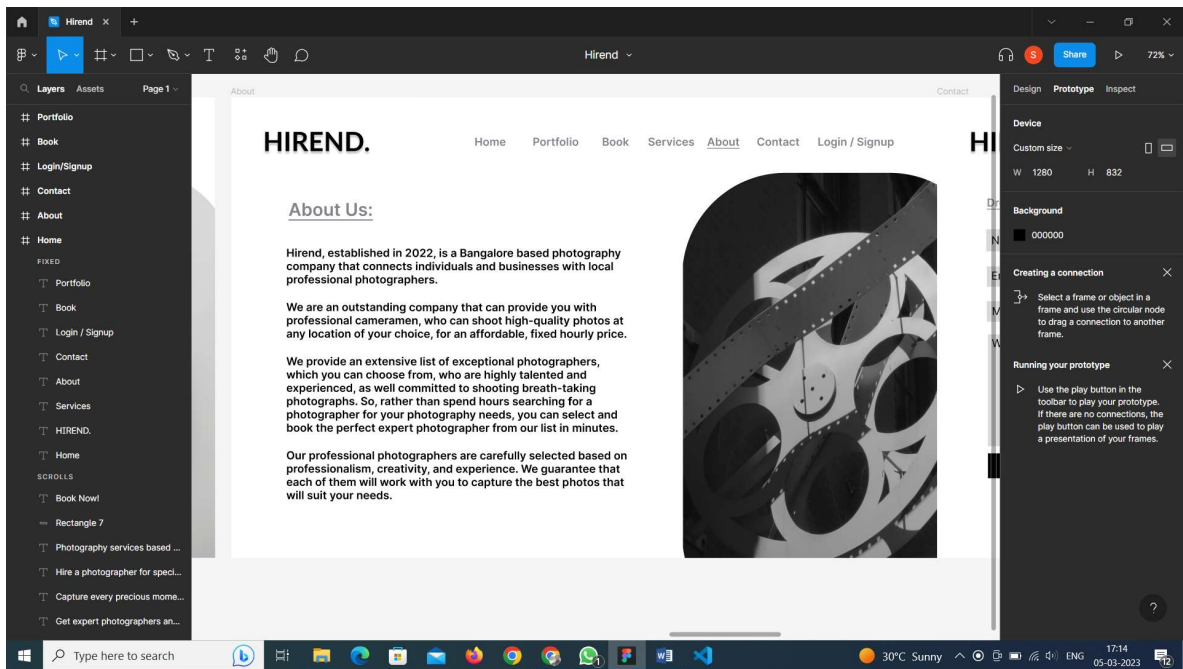 Hirend
Hirend
S
Share
72%
Layers Assets Page 1
Portfolio
Book
Login/Signup
Contact
About
Home
FIXED
Portfolio
Book
Login / Signup
Contact
About
Services
HIREND.
Home
SCROLLS
Book Now!
Rectangle 7
Photography services based ...
Hire a photographer for speci...
Capture every precious mome...
Get expert photographers an...
About
HIREND.
Home Portfolio Book Services About Contact Login / Signup
About Us:
Hirend, established in 2022, is a Bangalore based photography
company that connects individuals and businesses with local
professional photographers.
We are an outstanding company that can provide you with
professional cameramen, who can shoot high-quality photos at
any location of your choice, for an affordable, fixed hourly price.
We provide an extensive list of exceptional photographers,
which you can choose from, who are highly talented and
experienced, as well committed to shooting breath-taking
photographs. So, rather than spend hours searching for a
photographer for your photography needs, you can select and
book the perfect expert photographer from our list in minutes.
Our professional photographers are carefully selected based on
professionalism, creativity, and experience. We guarantee that
each of them will work with you to capture the best photos that
will suit your needs.
Contact
HI
Design Prototype Inspect
Device
Custom size
W 1280 H 832
Background
000000
Creating a connection
Select a frame or object in a
frame and use the circular node
to drag a connection to another
frame.
Running your prototype
Use the play button in the
toolbar to play your prototype.
If there are no connections, the
play button can be used to play
a presentation of your frames.
?
Type here to search
30°C Sunny
ENG
17:14
05-03-2023
12